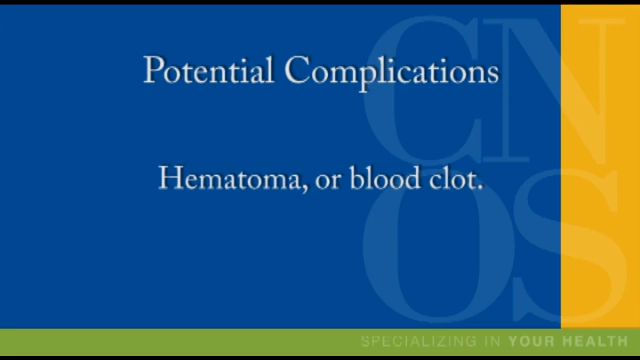 Potential Complications
Hematoma, or blood clot.
CN
OS
SPECIALIZING IN YOUR HEALTH